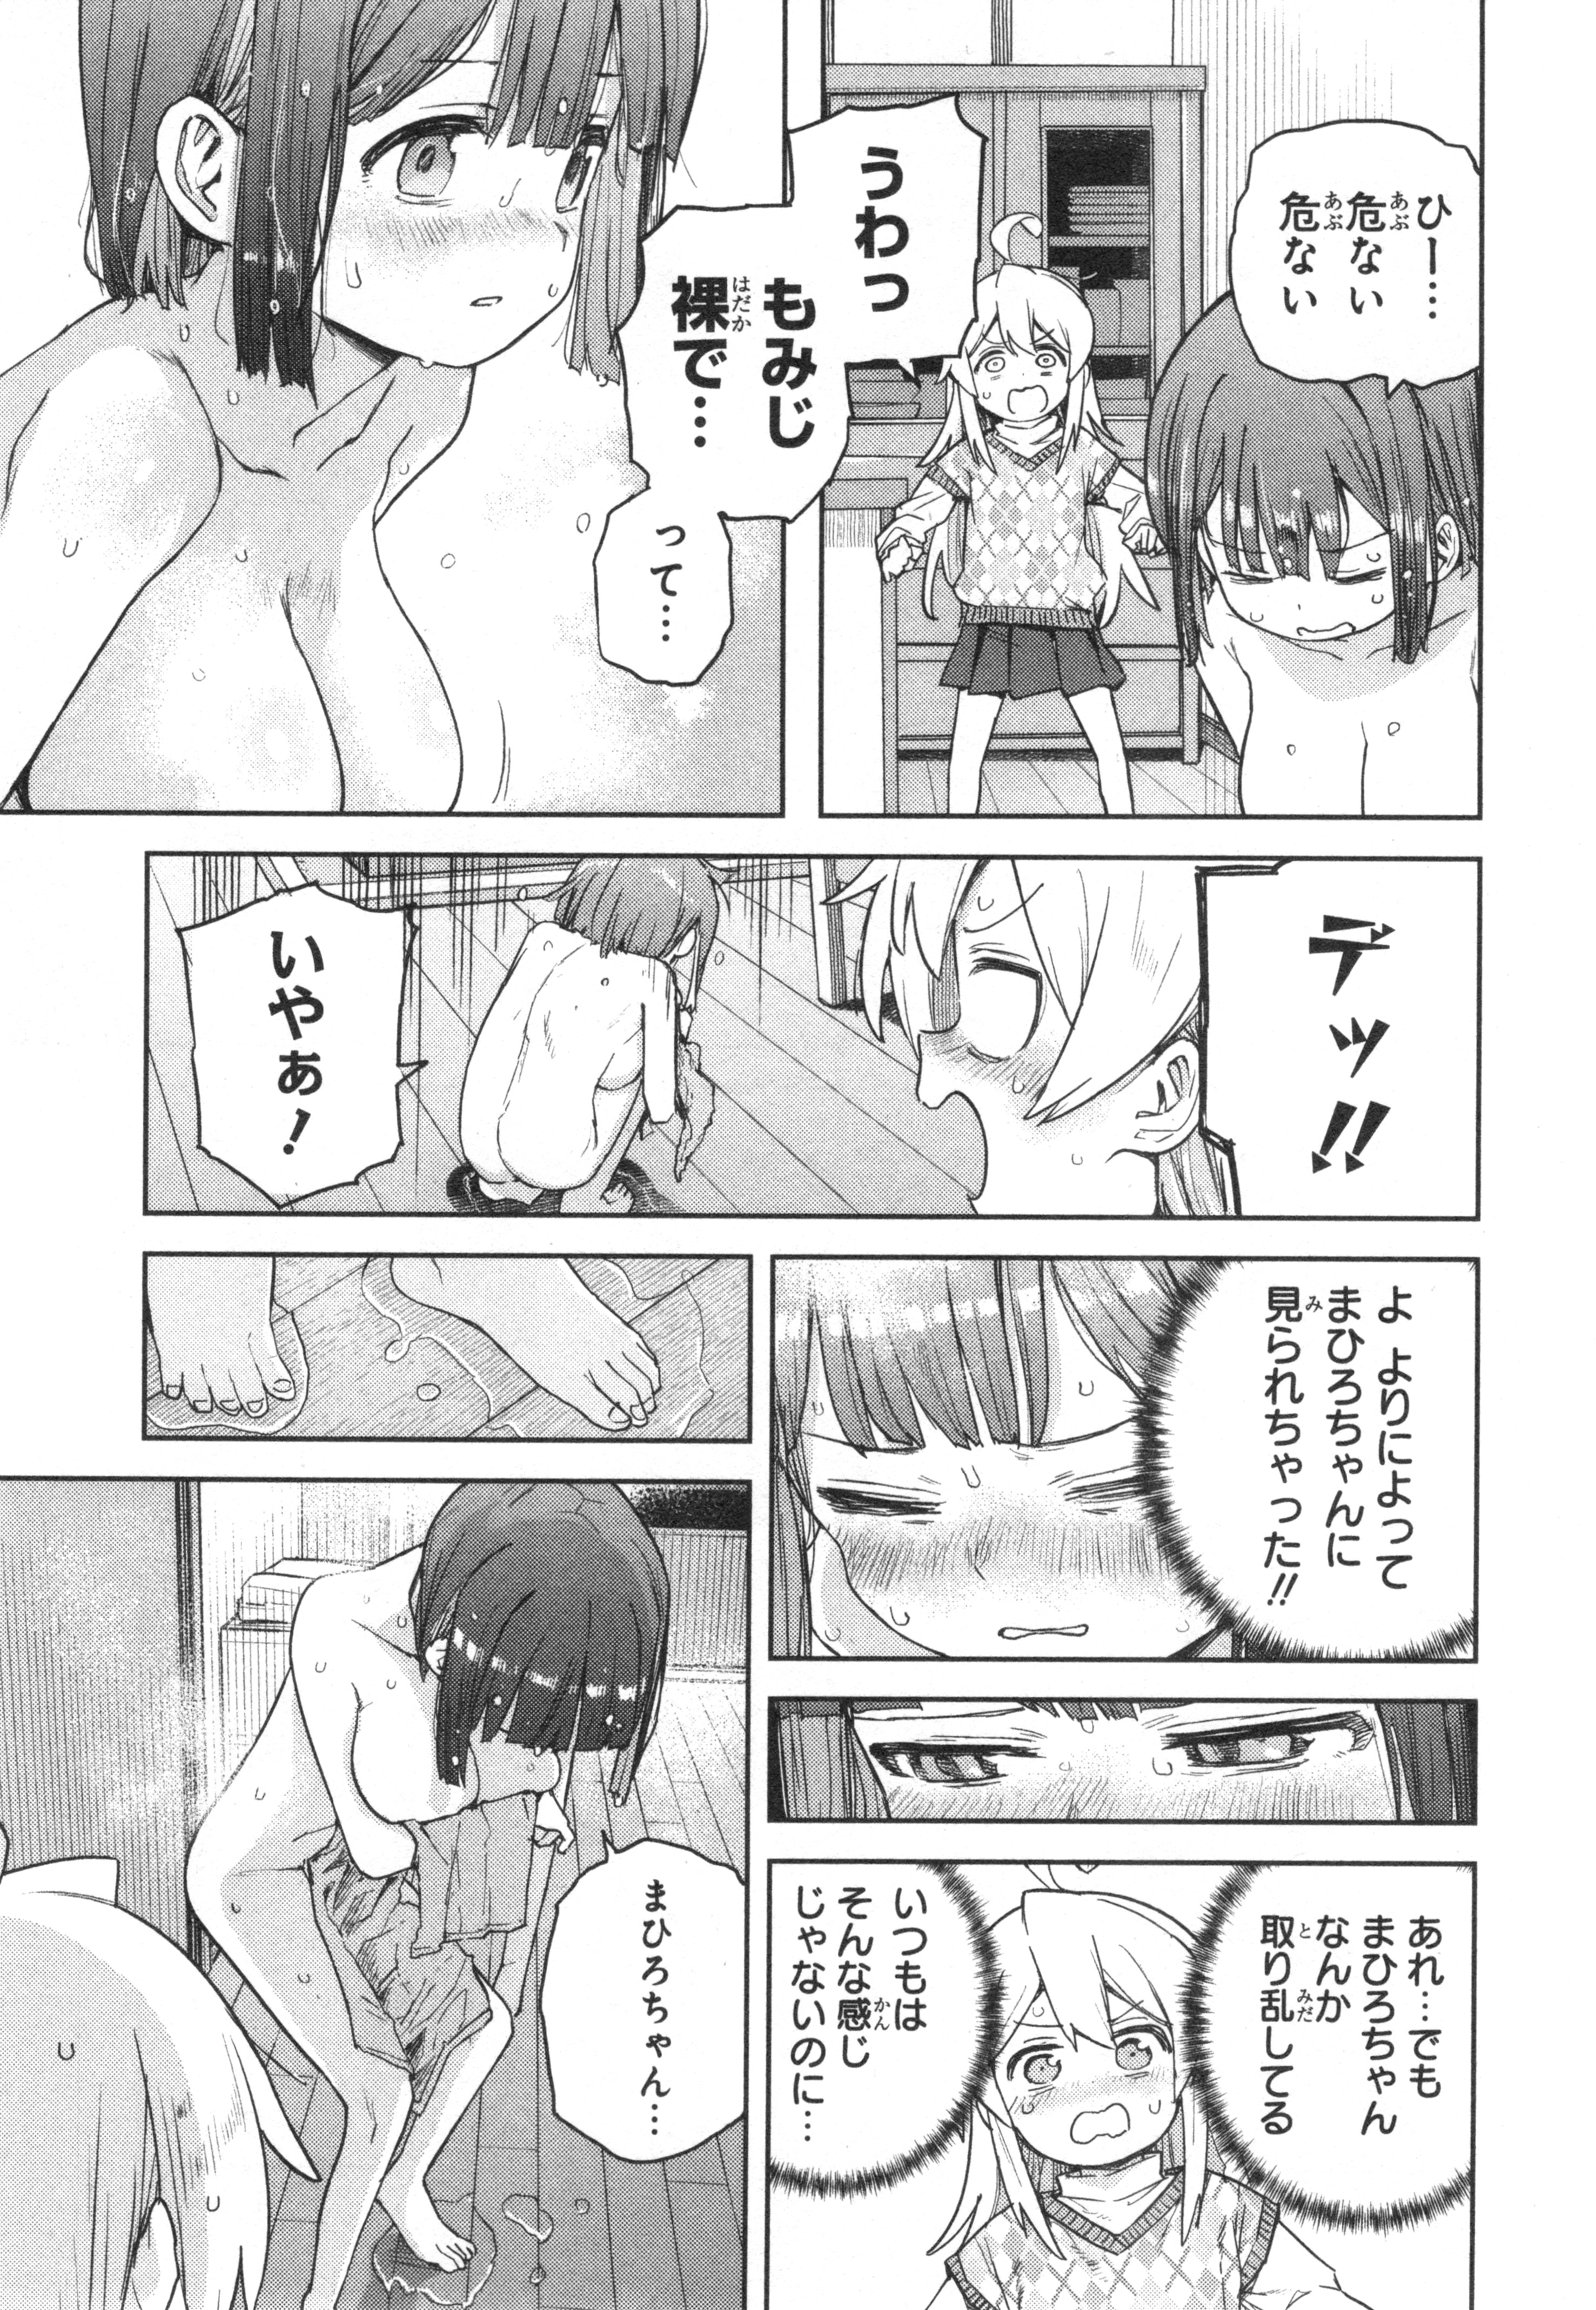 ひー…
危ない
危ない
うわっ
もみじ
裸で…
って…
デッ!!
いやぁ!
よ よりによって
まひろちゃんに
見られちゃった!!
あれ…でも
まひろちゃん
なんか
取り乱してる
いつもは
そんな感じ
じゃないのに…
まひろちゃん…